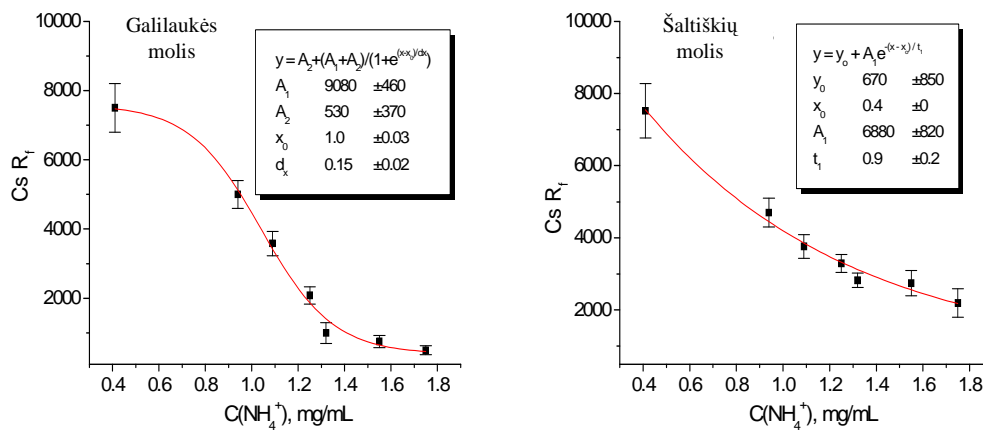 Galilaukės
molis
y = A2+(A1+A2)/(1+e(x-x0)/dx)
A1 9080 ±460
A2 530 ±370
x0 1.0 ±0.03
dx 0.15 ±0.02
10000
8000
6000
4000
2000
Cs Rf
0.4 0.6 0.8 1.0 1.2 1.4 1.6 1.8
C(NH4+), mg/mL
Šaltiškių
molis
y = yo + A1e-(x - xo) / t1
y0 670 ±850
x0 0.4 ±0
A1 6880 ±820
t1 0.9 ±0.2
10000
8000
6000
4000
2000
Cs Rf
0.4 0.6 0.8 1.0 1.2 1.4 1.6 1.8
C(NH4+), mg/mL